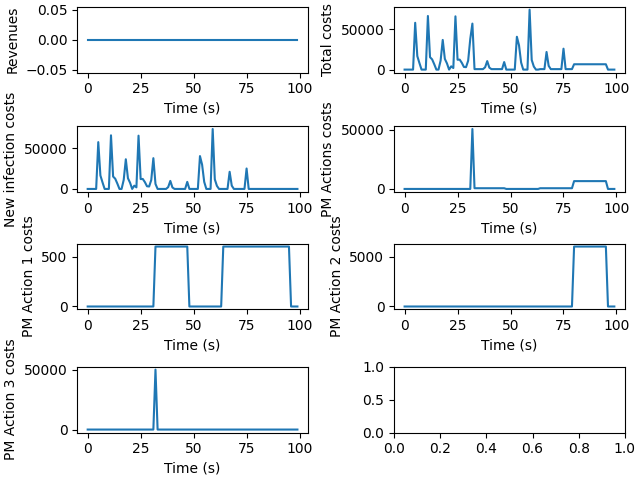 Revenues
0.05
0.00
−0.05
0 25 50 75 100
Time (s)
Total costs
50000
0
0 25 50 75 100
Time (s)
New infection costs
50000
0
0 25 50 75 100
Time (s)
PM Actions costs
50000
0
0 25 50 75 100
Time (s)
PM Action 1 costs
500
0
0 25 50 75 100
Time (s)
PM Action 2 costs
5000
0
0 25 50 75 100
Time (s)
PM Action 3 costs
50000
0
0 25 50 75 100
Time (s)
1.0
0.5
0.0
0.0 0.2 0.4 0.6 0.8 1.0